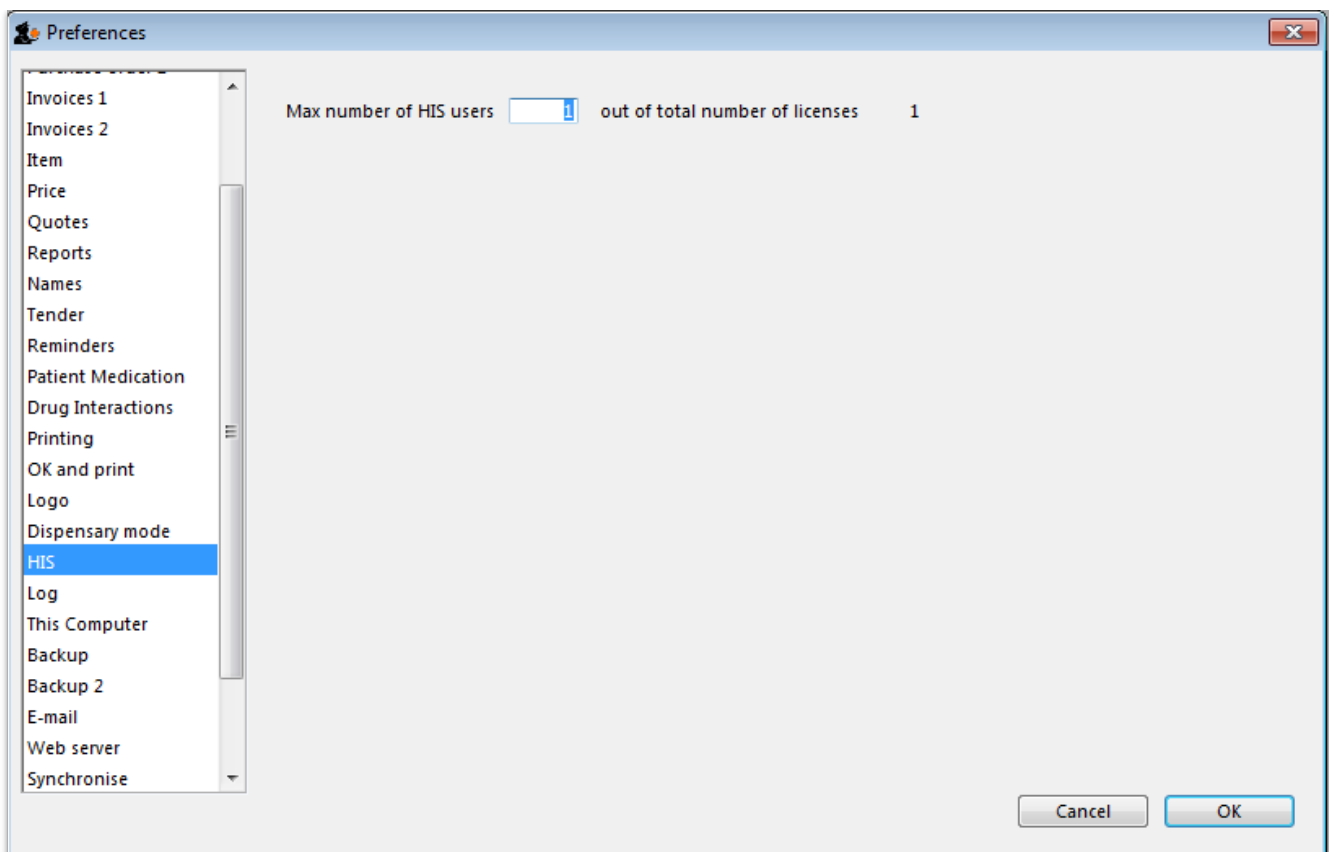 Preferences
Invoices 1
Invoices 2
Item
Price
Quotes
Reports
Names
Tender
Reminders
Patient Medication
Drug Interactions
Printing
OK and print
Logo
Dispensary mode
HIS
Log
This Computer
Backup
Backup 2
E-mail
Web server
Synchronise
Max number of HIS users 1 out of total number of licenses 1
Cancel OK